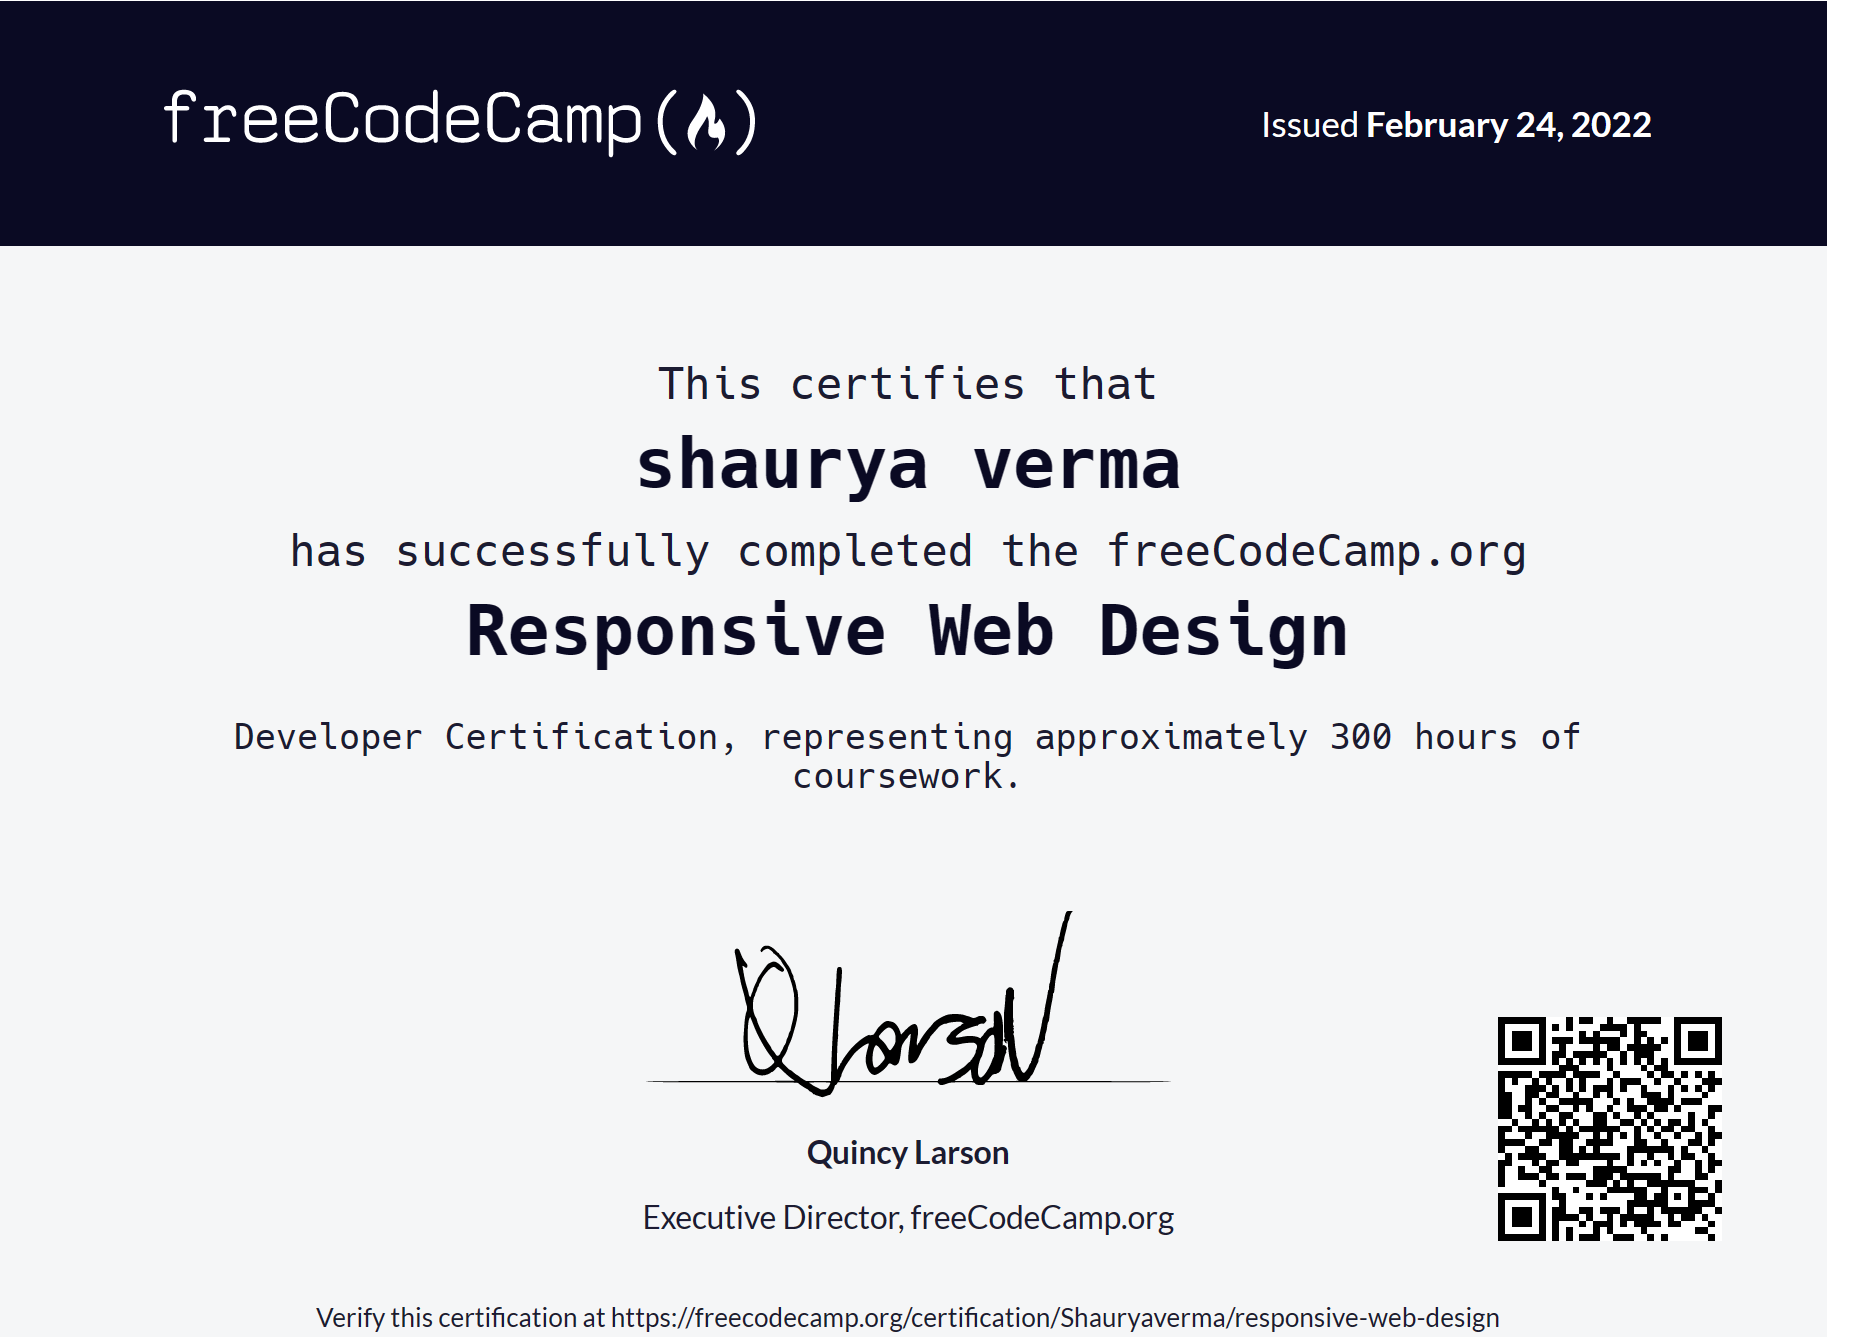 freeCodeCamp
Issued February 24, 2022
This certifies that
shaurya verma
has successfully completed the freeCodeCamp.org
Responsive Web Design
Developer Certification, representing approximately 300 hours of
coursework.
QLarson
Quincy Larson
Executive Director, freeCodeCamp.org
Verify this certification at https://freecodecamp.org/certification/Shauryaverma/responsive-web-design